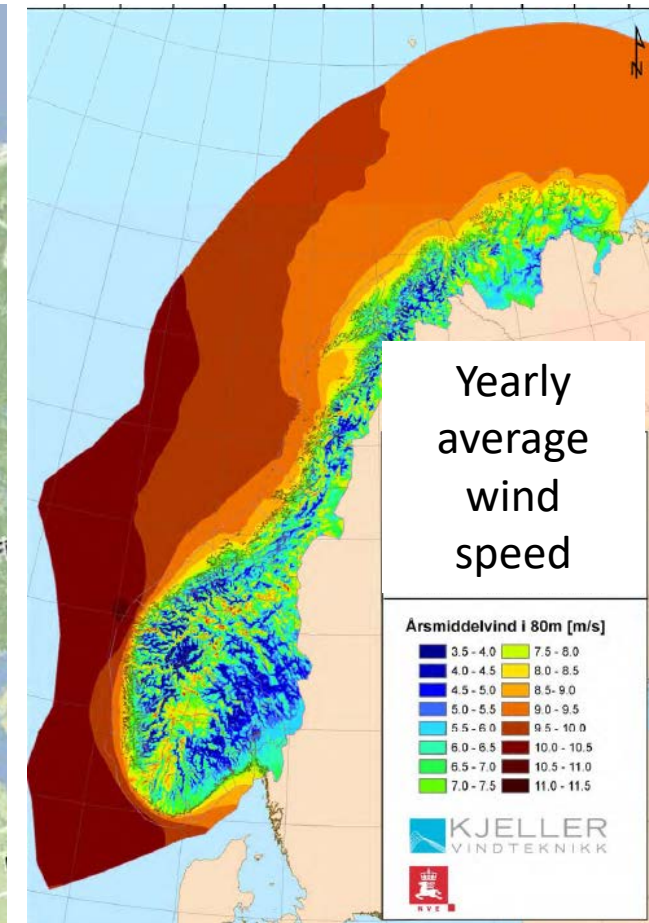 N
Yearly
average
wind
speed
Årsmiddelvind i 80m [m/s]
3.5 - 4.0 7.5 - 8.0
4.0 - 4.5 8.0 - 8.5
4.5 - 5.0 8.5 - 9.0
5.0 - 5.5 9.0 - 9.5
5.5 - 6.0 9.5 - 10.0
6.0 - 6.5 10.0 - 10.5
6.5 - 7.0 10.5 - 11.0
7.0 - 7.5 11.0 - 11.5
KJELLER
VINDTEKNIKK
NVE